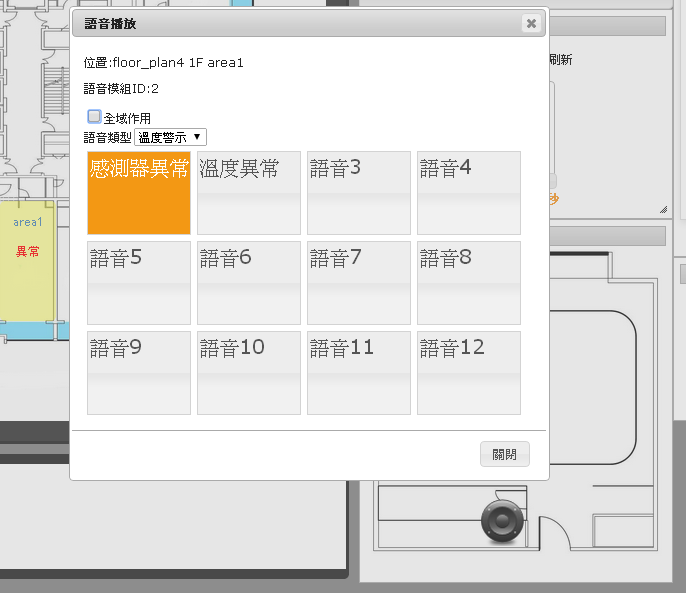 語音播放
位置:floor_plan4 1F area1
語音模組ID:2
全域作用
語音類型 溫度警示
感測器異常 溫度異常 語音3 語音4
語音5 語音6 語音7 語音8
語音9 語音10 語音11 語音12
關閉
area1
異常
刷新
秒